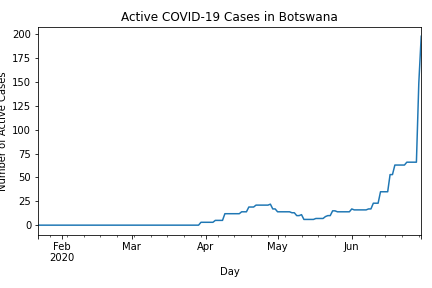 Active COVID-19 Cases in Botswana
200
175
150
125
100
75
50
25
0
Number of Active Cases
Feb
2020
Mar
Apr
May
Jun
Day